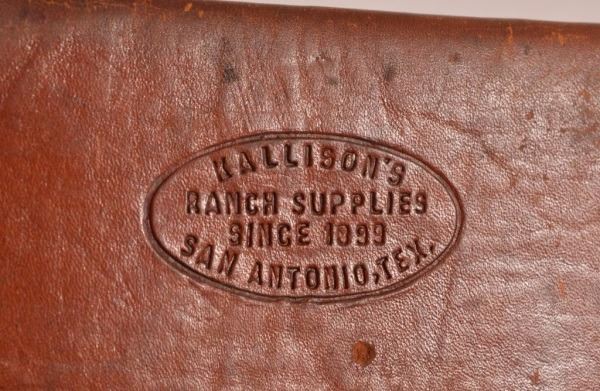 KALLISON'S
RANCH SUPPLIES
SINCE 1899
SAN ANTONIO, TEX.